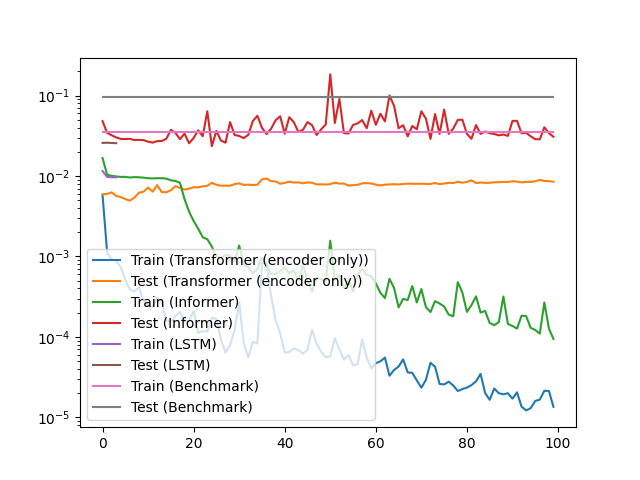 10⁻¹
10⁻²
10⁻³
10⁻⁴
10⁻⁵
Train (Transformer (encoder only))
Test (Transformer (encoder only))
Train (Informer)
Test (Informer)
Train (LSTM)
Test (LSTM)
Train (Benchmark)
Test (Benchmark)
0 20 40 60 80 100